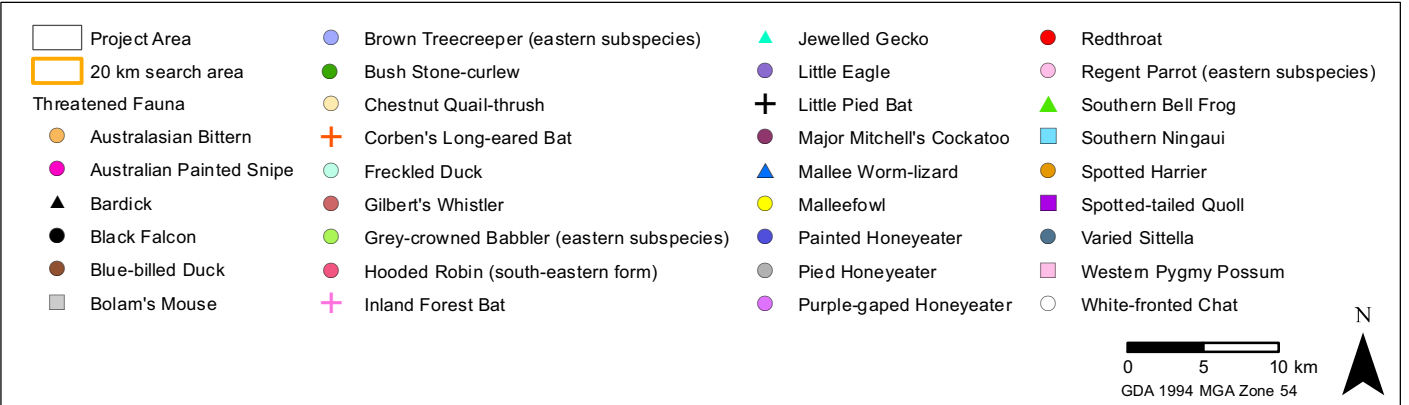 Project Area
20 km search area
Threatened Fauna
Australasian Bittern
Australian Painted Snipe
Bardick
Black Falcon
Blue-billed Duck
Bolam's Mouse
Brown Treecreeper (eastern subspecies)
Bush Stone-curlew
Chestnut Quail-thrush
Corben's Long-eared Bat
Freckled Duck
Gilbert's Whistler
Grey-crowned Babbler (eastern subspecies)
Hooded Robin (south-eastern form)
Inland Forest Bat
Jewelled Gecko
Little Eagle
Little Pied Bat
Major Mitchell's Cockatoo
Mallee Worm-lizard
Malleefowl
Painted Honeyeater
Pied Honeyeater
Purple-gaped Honeyeater
Redthroat
Regent Parrot (eastern subspecies)
Southern Bell Frog
Southern Ningaui
Spotted Harrier
Spotted-tailed Quoll
Varied Sittella
Western Pygmy Possum
White-fronted Chat
0 5 10 km
GDA 1994 MGA Zone 54
N